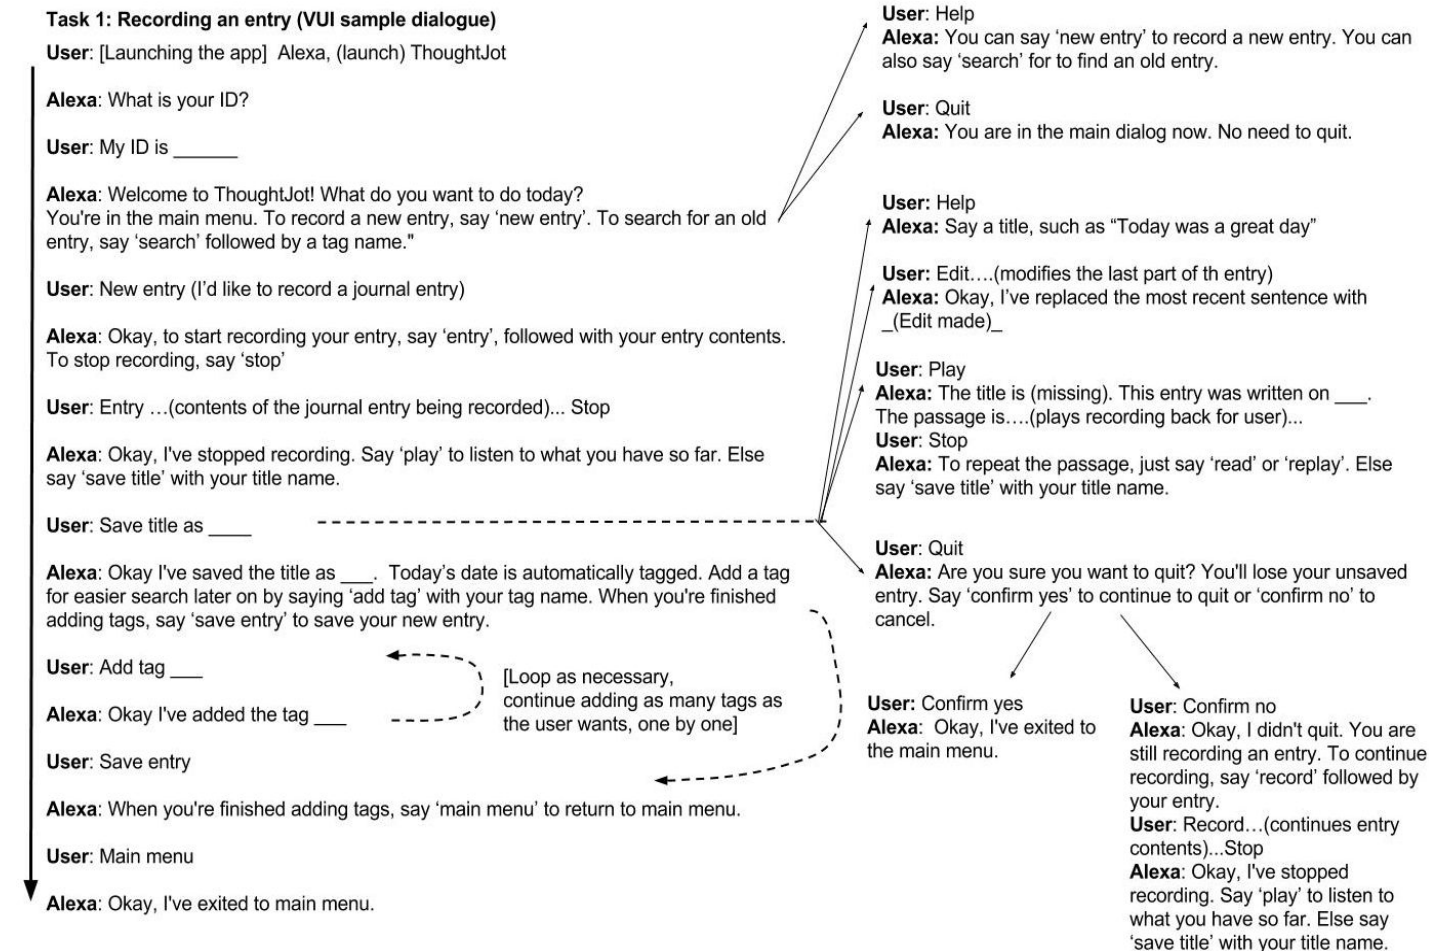 Task 1: Recording an entry (VUI sample dialogue)
User: [Launching the app]  Alexa, (launch) ThoughtJot
Alexa: What is your ID?
User: My ID is ______
Alexa: Welcome to ThoughtJot! What do you want to do today?
You're in the main menu. To record a new entry, say ‘new entry’. To search for an old
entry, say ‘search’ followed by a tag name."
User: New entry (I’d like to record a journal entry)
Alexa: Okay, to start recording your entry, say ‘entry’, followed with your entry contents.
To stop recording, say ‘stop’
User: Entry …(contents of the journal entry being recorded)... Stop
Alexa: Okay, I've stopped recording. Say ‘play’ to listen to what you have so far. Else
say ‘save title’ with your title name.
User: Save title as ____
Alexa: Okay I've saved the title as ___.  Today’s date is automatically tagged. Add a tag
for easier search later on by saying ‘add tag’ with your tag name. When you're finished
adding tags, say ‘save entry’ to save your new entry.
User: Add tag ___
Alexa: Okay I've added the tag ___
[Loop as necessary,
continue adding as many tags as
the user wants, one by one]
User: Save entry
Alexa: When you're finished adding tags, say ‘main menu’ to return to main menu.
User: Main menu
Alexa: Okay, I've exited to main menu.
User: Help
Alexa: You can say ‘new entry’ to record a new entry. You can
also say ‘search’ for to find an old entry.
User: Quit
Alexa: You are in the main dialog now. No need to quit.
User: Help
Alexa: Say a title, such as “Today was a great day”
User: Edit….(modifies the last part of th entry)
Alexa: Okay, I’ve replaced the most recent sentence with
_(Edit made)_
User: Play
Alexa: The title is (missing). This entry was written on ___.
The passage is….(plays recording back for user)...
User: Stop
Alexa: To repeat the passage, just say ‘read’ or ‘replay’. Else
say ‘save title’ with your title name.
User: Quit
Alexa: Are you sure you want to quit? You'll lose your unsaved
entry. Say ‘confirm yes’ to continue to quit or ‘confirm no’ to
cancel.
User: Confirm yes
Alexa:  Okay, I've exited to
the main menu.
User: Confirm no
Alexa: Okay, I didn't quit. You are
still recording an entry. To continue
recording, say ‘record’ followed by
your entry.
User: Record…(continues entry
contents)...Stop
Alexa: Okay, I've stopped
recording. Say ‘play’ to listen to
what you have so far. Else say
‘save title’ with your title name.